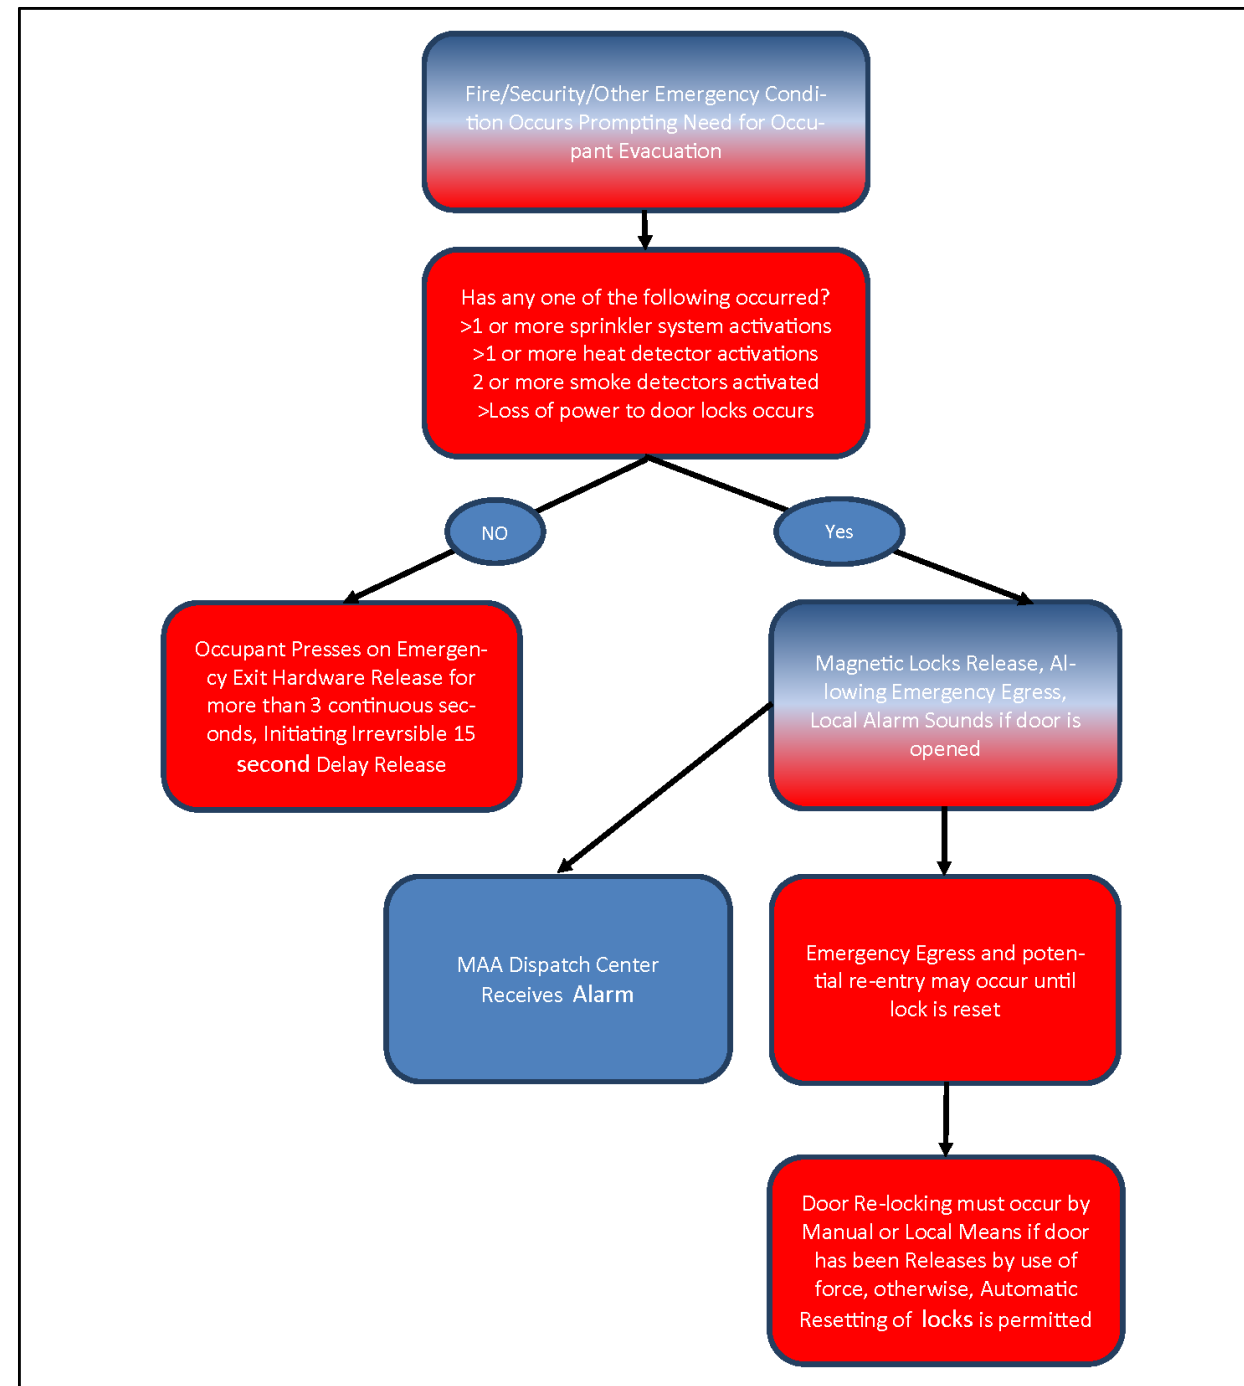 Fire/Security/Other Emergency Condi-
tion Occurs Prompting Need for Occu-
pant Evacuation
Has any one of the following occurred?
>1 or more sprinkler system activations
>1 or more heat detector activations
2 or more smoke detectors activated
>Loss of power to door locks occurs
NO
Yes
Occupant Presses on Emergen-
cy Exit Hardware Release for
more than 3 continuous sec-
onds, Initiating Irrevrsible 15
second Delay Release
Magnetic Locks Release, Al-
lowing Emergency Egress,
Local Alarm Sounds if door is
opened
MAA Dispatch Center
Receives Alarm
Emergency Egress and poten-
tial re-entry may occur until
lock is reset
Door Re-locking must occur by
Manual or Local Means if door
has been Releases by use of
force, otherwise, Automatic
Resetting of locks is permitted